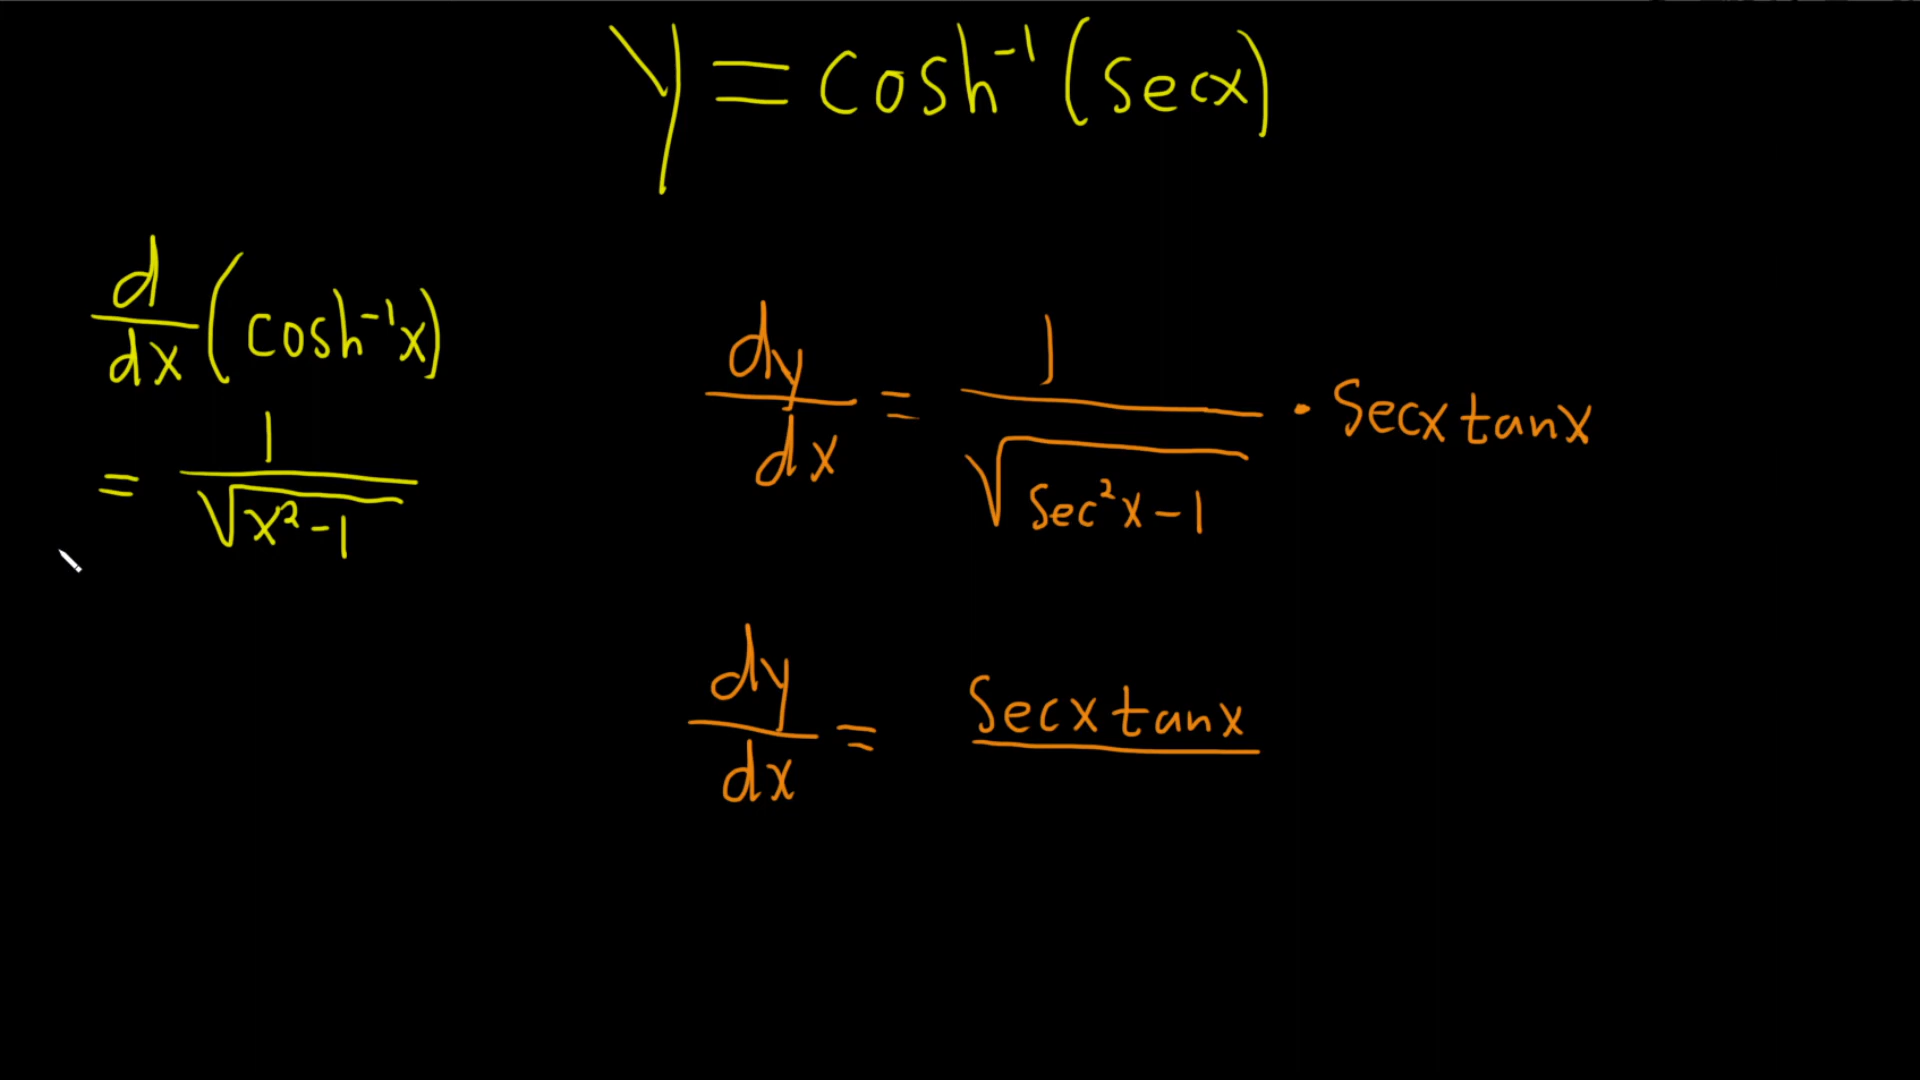 y = cosh⁻¹(secx)
d/dx (cosh⁻¹x)
= 1/√(x²-1)
dy/dx = 1/√(sec²x-1) · secx tanx
dy/dx = secx tanx